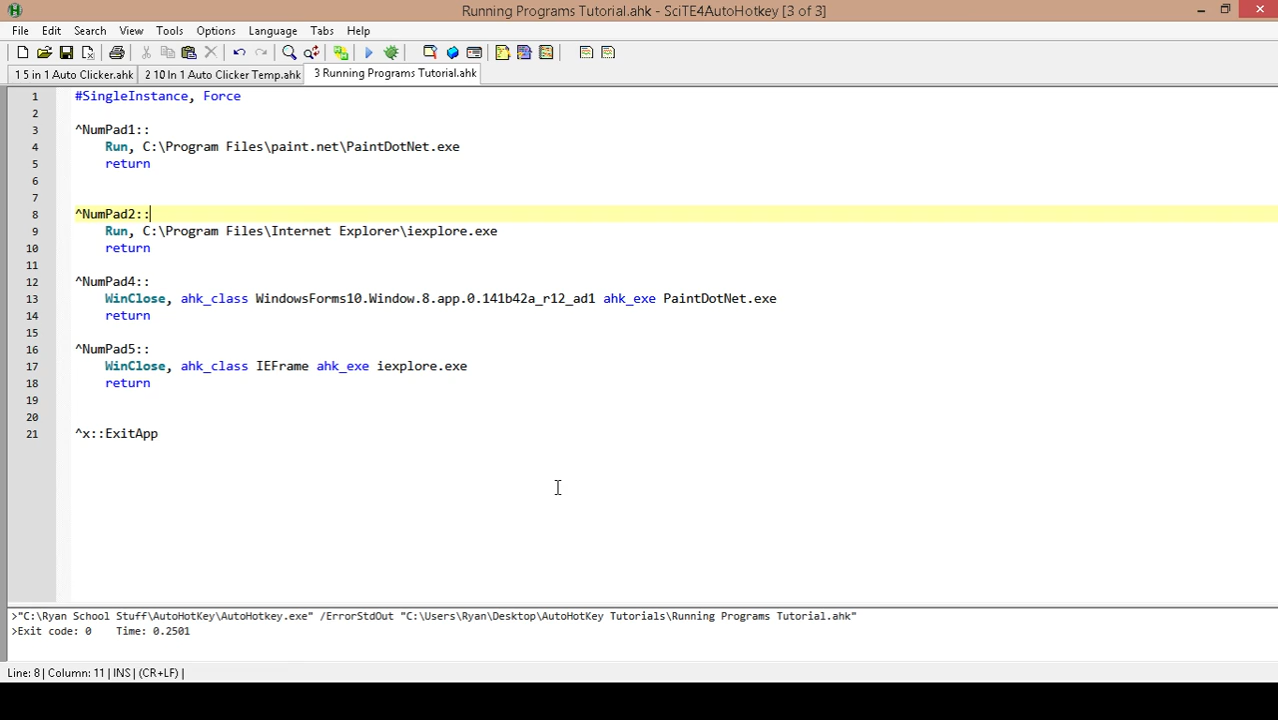 Running Programs Tutorial.ahk - SciTE4AutoHotkey [3 of 3]
File Edit Search View Tools Options Language Tabs Help
1 5 in 1 Auto Clicker.ahk 2 10 In 1 Auto Clicker Temp.ahk 3 Running Programs Tutorial.ahk
1 #SingleInstance, Force
2
3 ^NumPad1::
4 Run, C:\Program Files\paint.net\PaintDotNet.exe
5 return
6
7
8 ^NumPad2::
9 Run, C:\Program Files\Internet Explorer\iexplore.exe
10 return
11
12 ^NumPad4::
13 WinClose, ahk_class WindowsForms10.Window.8.app.0.141b42a_r12_ad1 ahk_exe PaintDotNet.exe
14 return
15
16 ^NumPad5::
17 WinClose, ahk_class IEFrame ahk_exe iexplore.exe
18 return
19
20
21 ^x::ExitApp
>"C:\Ryan School Stuff\AutoHotKey\AutoHotkey.exe" /ErrorStdOut "C:\Users\Ryan\Desktop\AutoHotKey Tutorials\Running Programs Tutorial.ahk"
>Exit code: 0 Time: 0.2501
Line: 8 | Column: 11 | INS | (CR+LF) |